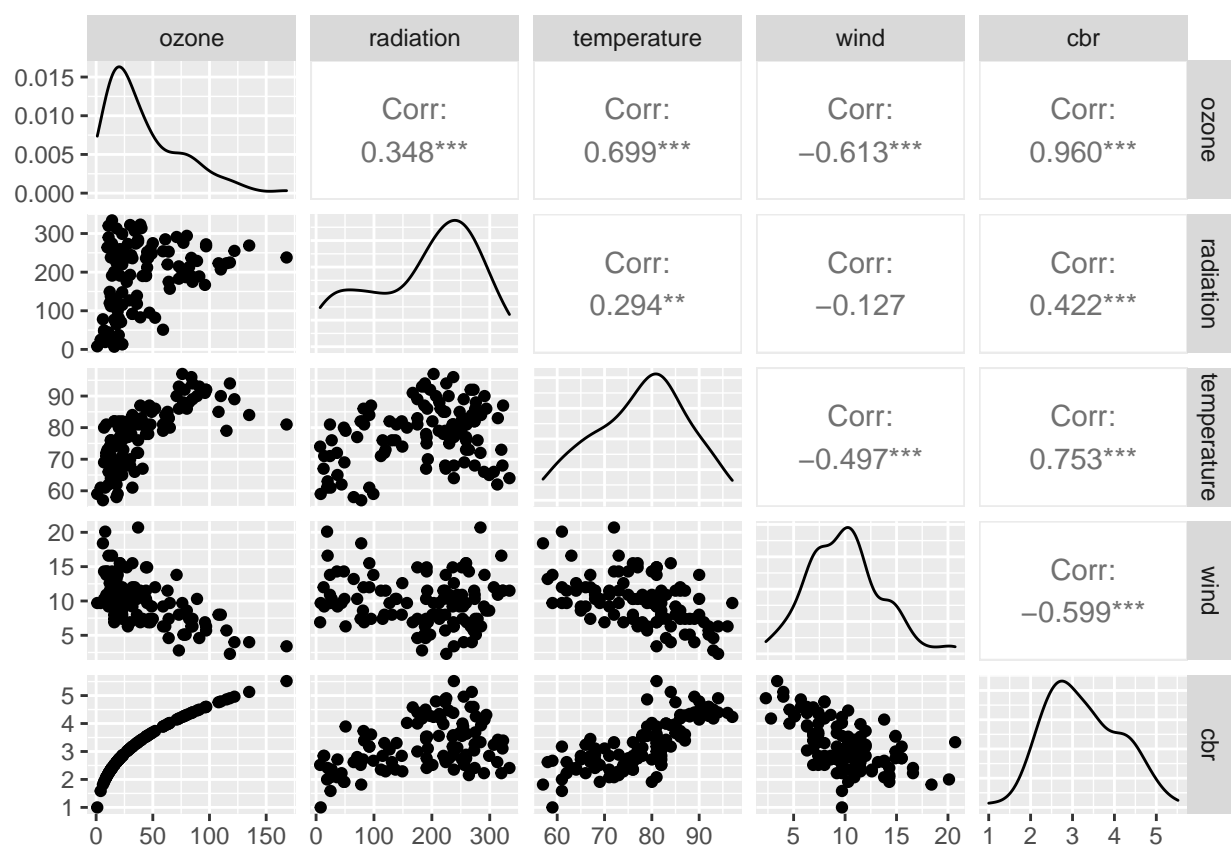 ozone radiation temperature wind cbr
0.015
0.010
0.005
0.000
Corr:
0.348***
Corr:
0.699***
Corr:
−0.613***
Corr:
0.960***
ozone
300
200
100
0
Corr:
0.294**
Corr:
−0.127
Corr:
0.422***
radiation
90
80
70
60
Corr:
−0.497***
Corr:
0.753***
temperature
20
15
10
5
Corr:
−0.599***
wind
5
4
3
2
1
cbr
0 50 100 150 0 100 200 300 60 70 80 90 5 10 15 20 1 2 3 4 5